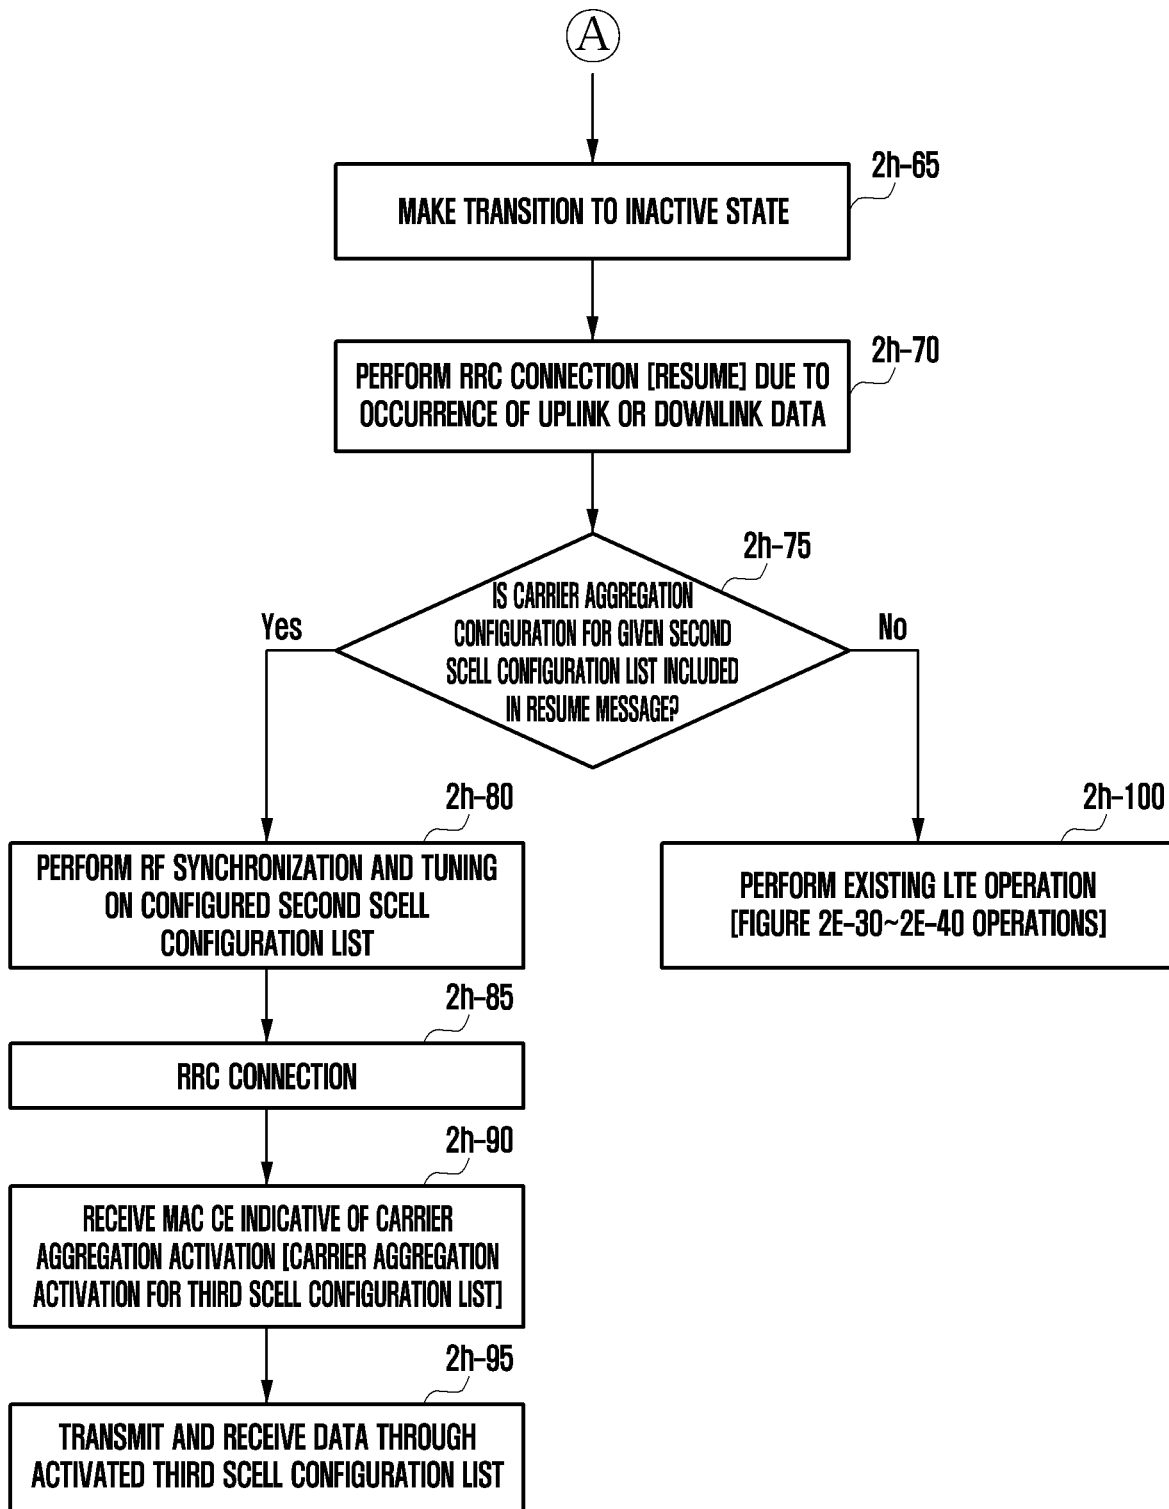 A
2h-65
MAKE TRANSITION TO INACTIVE STATE
2h-70
PERFORM RRC CONNECTION [RESUME] DUE TO
OCCURRENCE OF UPLINK OR DOWNLINK DATA
2h-75
IS CARRIER AGGREGATION
CONFIGURATION FOR GIVEN SECOND
SCELL CONFIGURATION LIST INCLUDED
IN RESUME MESSAGE?
Yes
No
2h-80
PERFORM RF SYNCHRONIZATION AND TUNING
ON CONFIGURED SECOND SCELL
CONFIGURATION LIST
2h-100
PERFORM EXISTING LTE OPERATION
[FIGURE 2E-30~2E-40 OPERATIONS]
2h-85
RRC CONNECTION
2h-90
RECEIVE MAC CE INDICATIVE OF CARRIER
AGGREGATION ACTIVATION [CARRIER AGGREGATION
ACTIVATION FOR THIRD SCELL CONFIGURATION LIST]
2h-95
TRANSMIT AND RECEIVE DATA THROUGH
ACTIVATED THIRD SCELL CONFIGURATION LIST